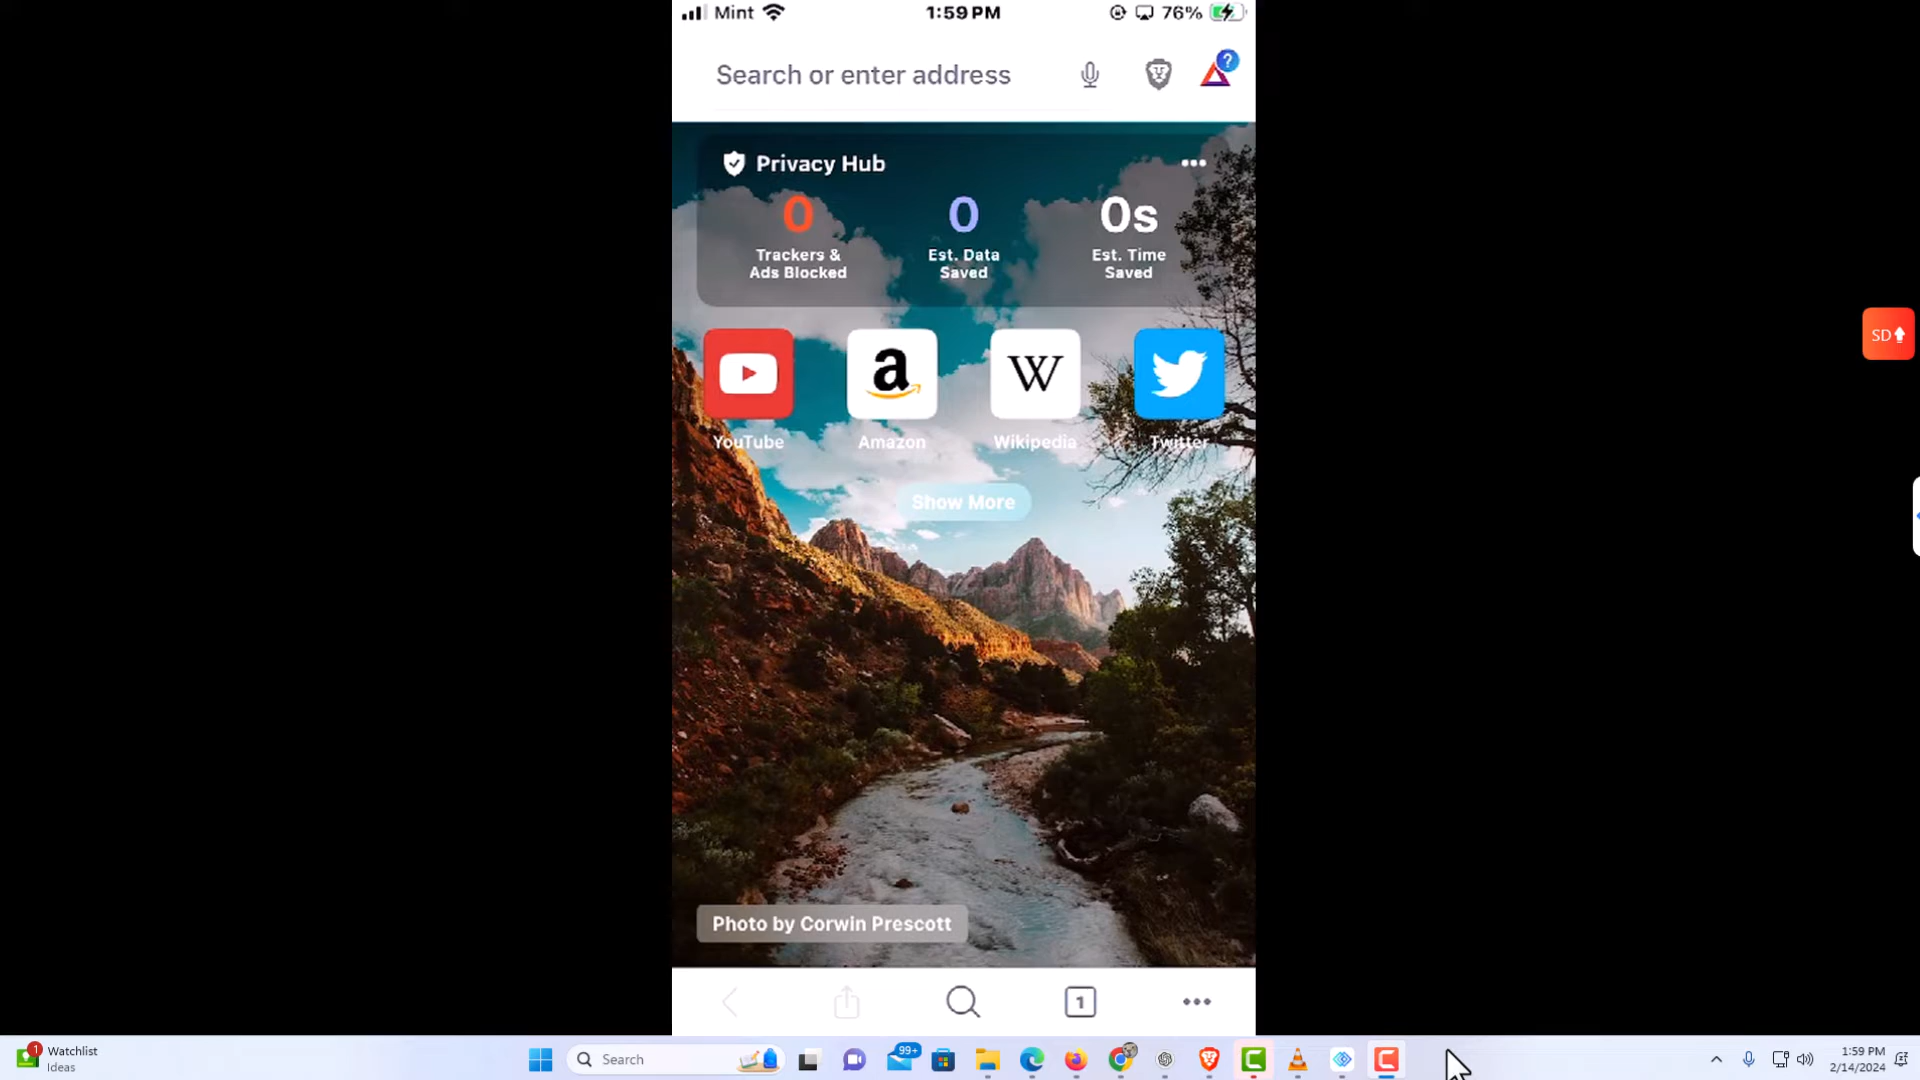 Mint
1:59 PM
76%
Search or enter address
?
Privacy Hub
0
0
0s
Trackers &
Ads Blocked
Est. Data
Saved
Est. Time
Saved
a
W
YouTube
Amazon
Wikipedia
Twitter
Show More
SD
Photo by Corwin Prescott
1
1
Watchlist
Ideas
Search
99+
1:59 PM
2/14/2024